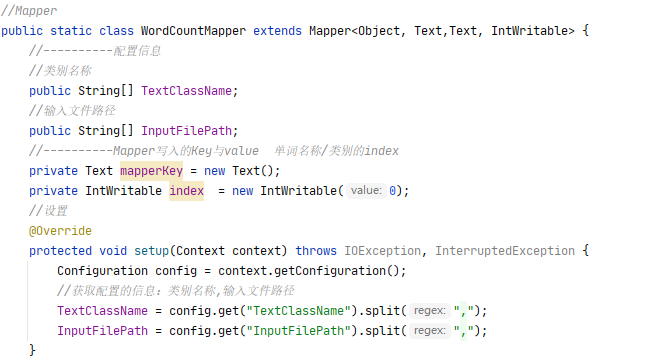 //Mapper
public static class WordCountMapper extends Mapper<Object, Text,Text, IntWritable> {
//----------配置信息
//类别名称
public String[] TextClassName;
//输入文件路径
public String[] InputFilePath;
//----------Mapper写入的Key与value  单词名称/类别的index
private Text mapperKey = new Text();
private IntWritable index  = new IntWritable( value: 0);
//设置
@Override
protected void setup(Context context) throws IOException, InterruptedException {
Configuration config = context.getConfiguration();
//获取配置的信息：类别名称,输入文件路径
TextClassName = config.get("TextClassName").split( regex: ",");
InputFilePath = config.get("InputFilePath").split( regex: ",");
}